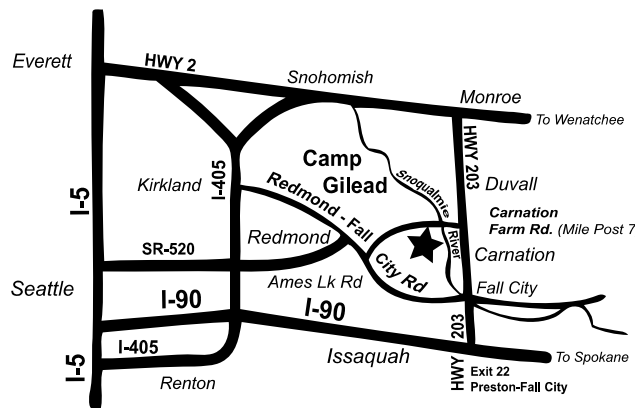 Everett
HWY 2
Snohomish
Monroe
To Wenatchee
Camp
Gilead
Snoqualmie
River
HWY 203
Duvall
I-5
Kirkland
I-405
Redmond - Fall
City Rd
Carnation
Farm Rd. (Mile Post 7
Carnation
Redmond
SR-520
Ames Lk Rd
Seattle
I-90
I-90
Fall City
I-405
I-5
Renton
Issaquah
HWY 203
To Spokane
Exit 22
Preston-Fall City